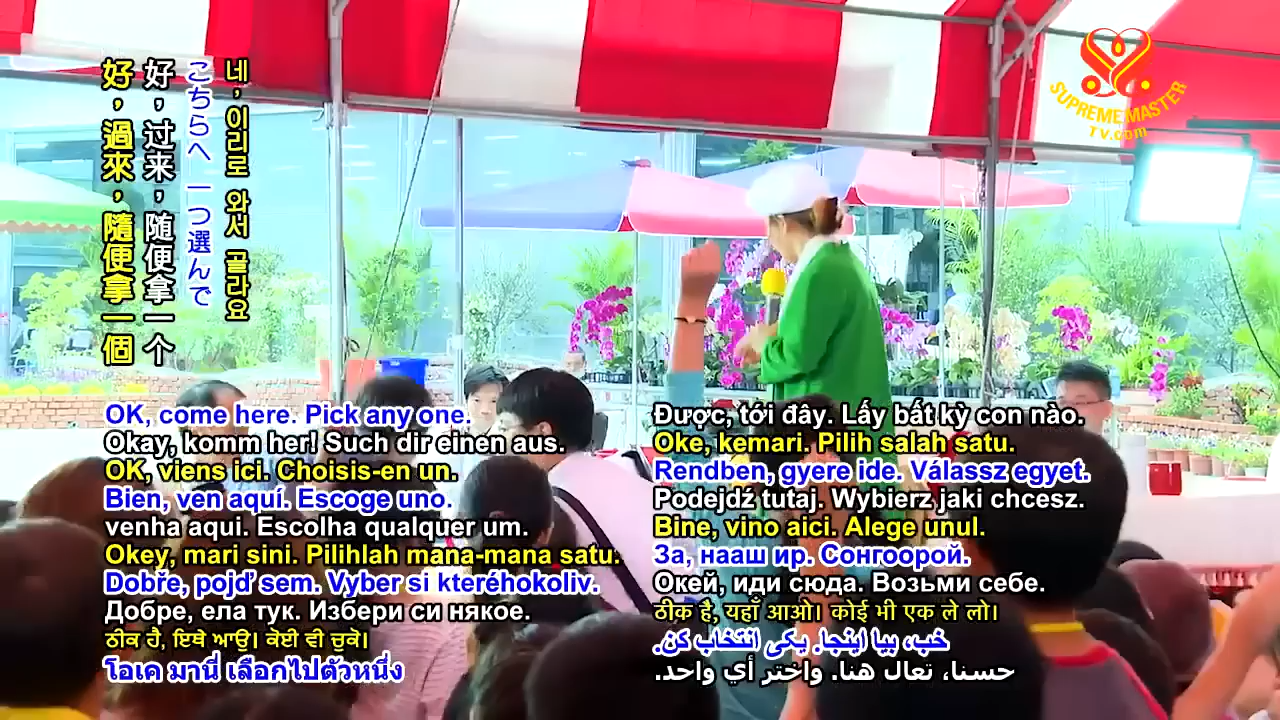 好，過來，隨便拿一個
好，过来，随便拿一个
こちらへ 一つ選んで
네, 이리로 와서 골라요
SUPREME MASTER
TV.com
OK, come here. Pick any one.
Okay, komm her! Such dir einen aus.
OK, viens ici. Choisis-en un.
Bien, ven aquí. Escoge uno.
venha aqui. Escolha qualquer um.
Okey, mari sini. Pilihlah mana-mana satu.
Dobře, pojď sem. Vyber si kteréhokoliv.
Добре, ела тук. Избери си някое.
ਠੀਕ ਹੈ, ਇਥੇ ਆਉ। ਕੋਈ ਵੀ ਚੁਕੋ।
โอเค มานี่ เลือกไปตัวหนึ่ง
Được, tới đây. Lấy bất kỳ con nào.
Oke, kemari. Pilih salah satu.
Rendben, gyere ide. Válassz egyet.
Podejdź tutaj. Wybierz jaki chcesz.
Bine, vino aici. Alege unul.
За, нааш ир. Сонгоорой.
Окей, иди сюда. Возьми себе.
ठीक है, यहाँ आओ। कोई भी एक ले लो।
خب، بیا اینجا. یکی انتخاب کن.
حسنا، تعال هنا. واختر أي واحد.